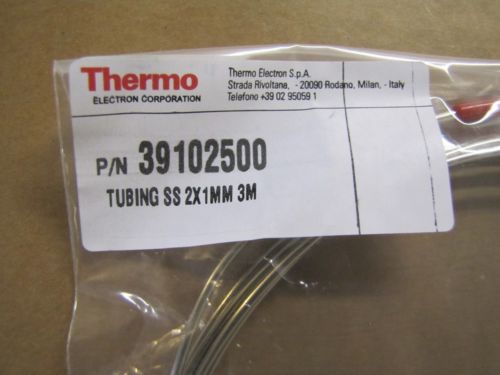 Thermo
ELECTRON CORPORATION
Thermo Electron S.p.A.
Strada Rivoltana, - 20090 Rodano, Milan, - Italy
Telefono +39 02 95059 1
P/N 39102500
TUBING SS 2X1MM 3M